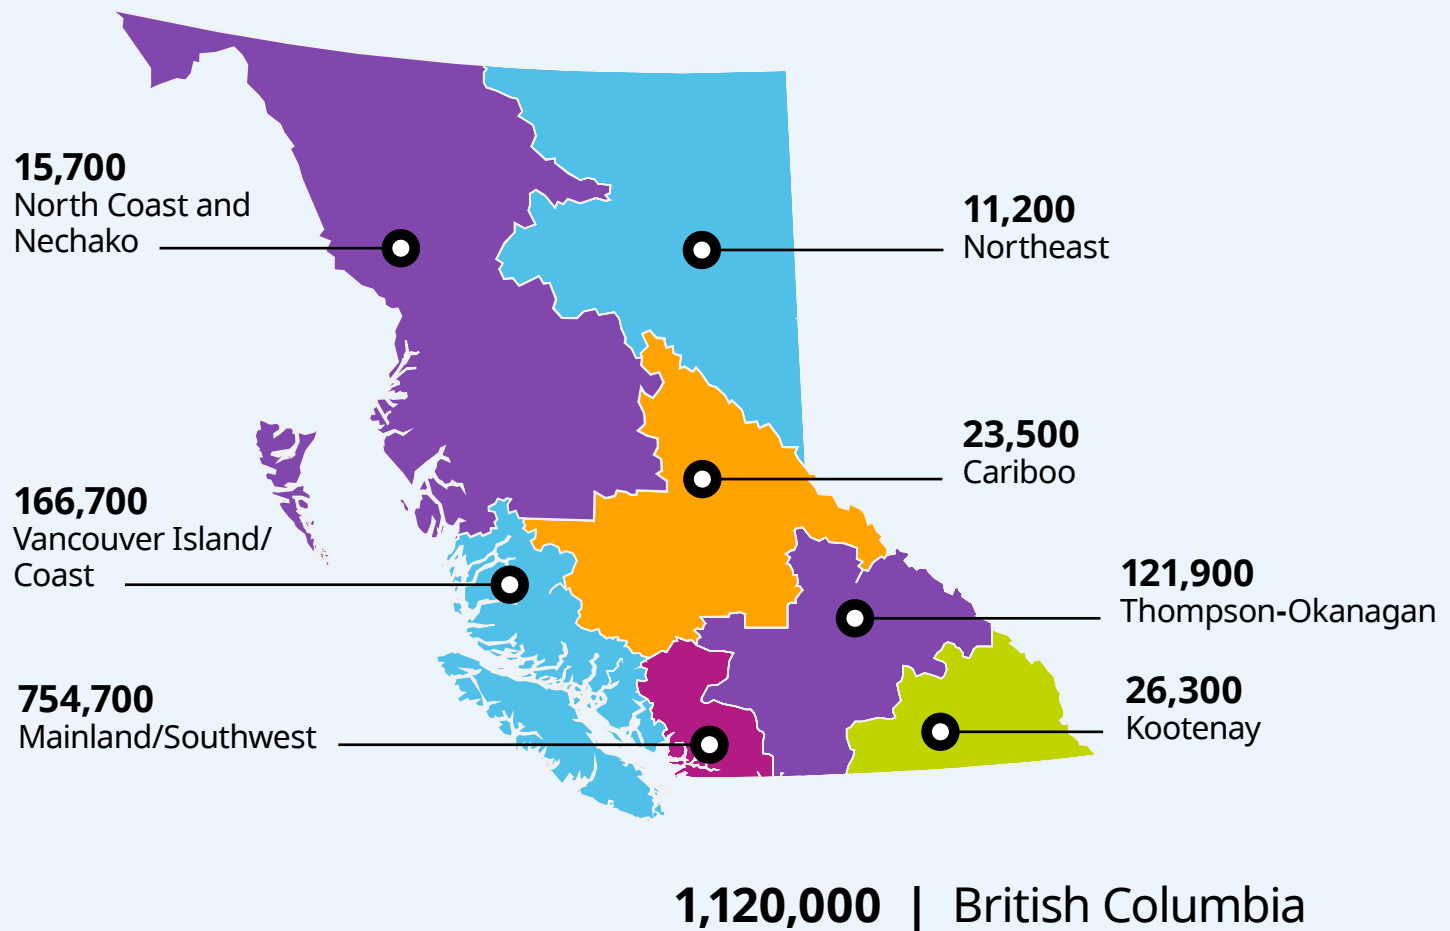 15,700
North Coast and
Nechako
11,200
Northeast
23,500
Cariboo
166,700
Vancouver Island/
Coast
121,900
Thompson-Okanagan
754,700
Mainland/Southwest
26,300
Kootenay
1,120,000 | British Columbia